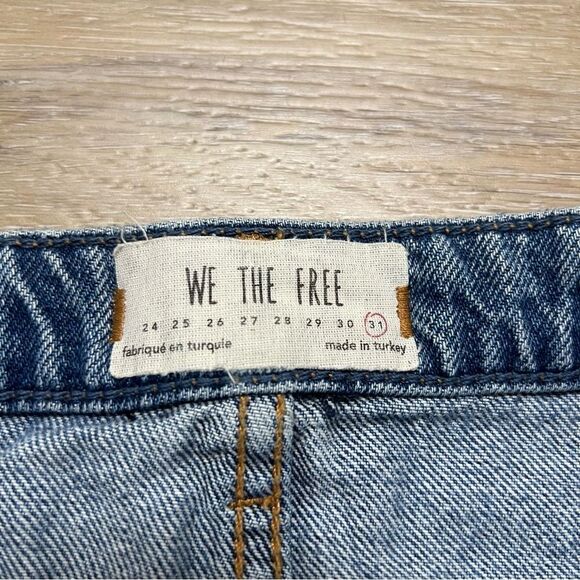 WE THE FREE
24 25 26 27 28 29 30 31
fabriqué en turquie made in turkey